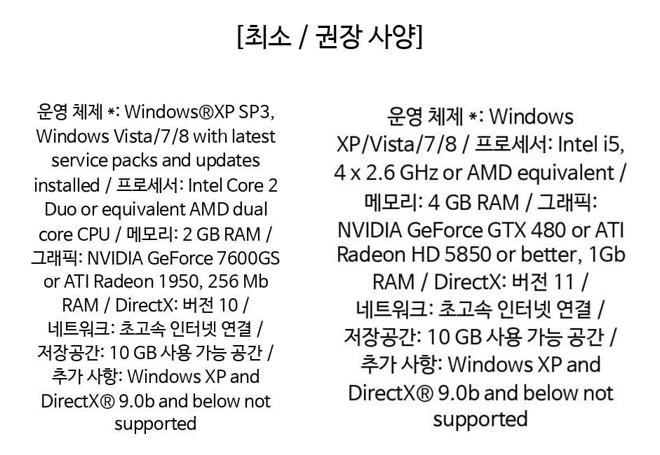 [최소 / 권장 사양]
운영 체제 *: Windows®XP SP3,
Windows Vista/7/8 with latest
service packs and updates
installed / 프로세서: Intel Core 2
Duo or equivalent AMD dual
core CPU / 메모리: 2 GB RAM /
그래픽: NVIDIA GeForce 7600GS
or ATI Radeon 1950, 256 Mb
RAM / DirectX: 버전 10 /
네트워크: 초고속 인터넷 연결 /
저장공간: 10 GB 사용 가능 공간 /
추가 사항: Windows XP and
DirectX® 9.0b and below not
supported
운영 체제 *: Windows
XP/Vista/7/8 / 프로세서: Intel i5,
4 x 2.6 GHz or AMD equivalent /
메모리: 4 GB RAM / 그래픽:
NVIDIA GeForce GTX 480 or ATI
Radeon HD 5850 or better, 1Gb
RAM / DirectX: 버전 11 /
네트워크: 초고속 인터넷 연결 /
저장공간: 10 GB 사용 가능 공간 /
추가 사항: Windows XP and
DirectX® 9.0b and below not
supported